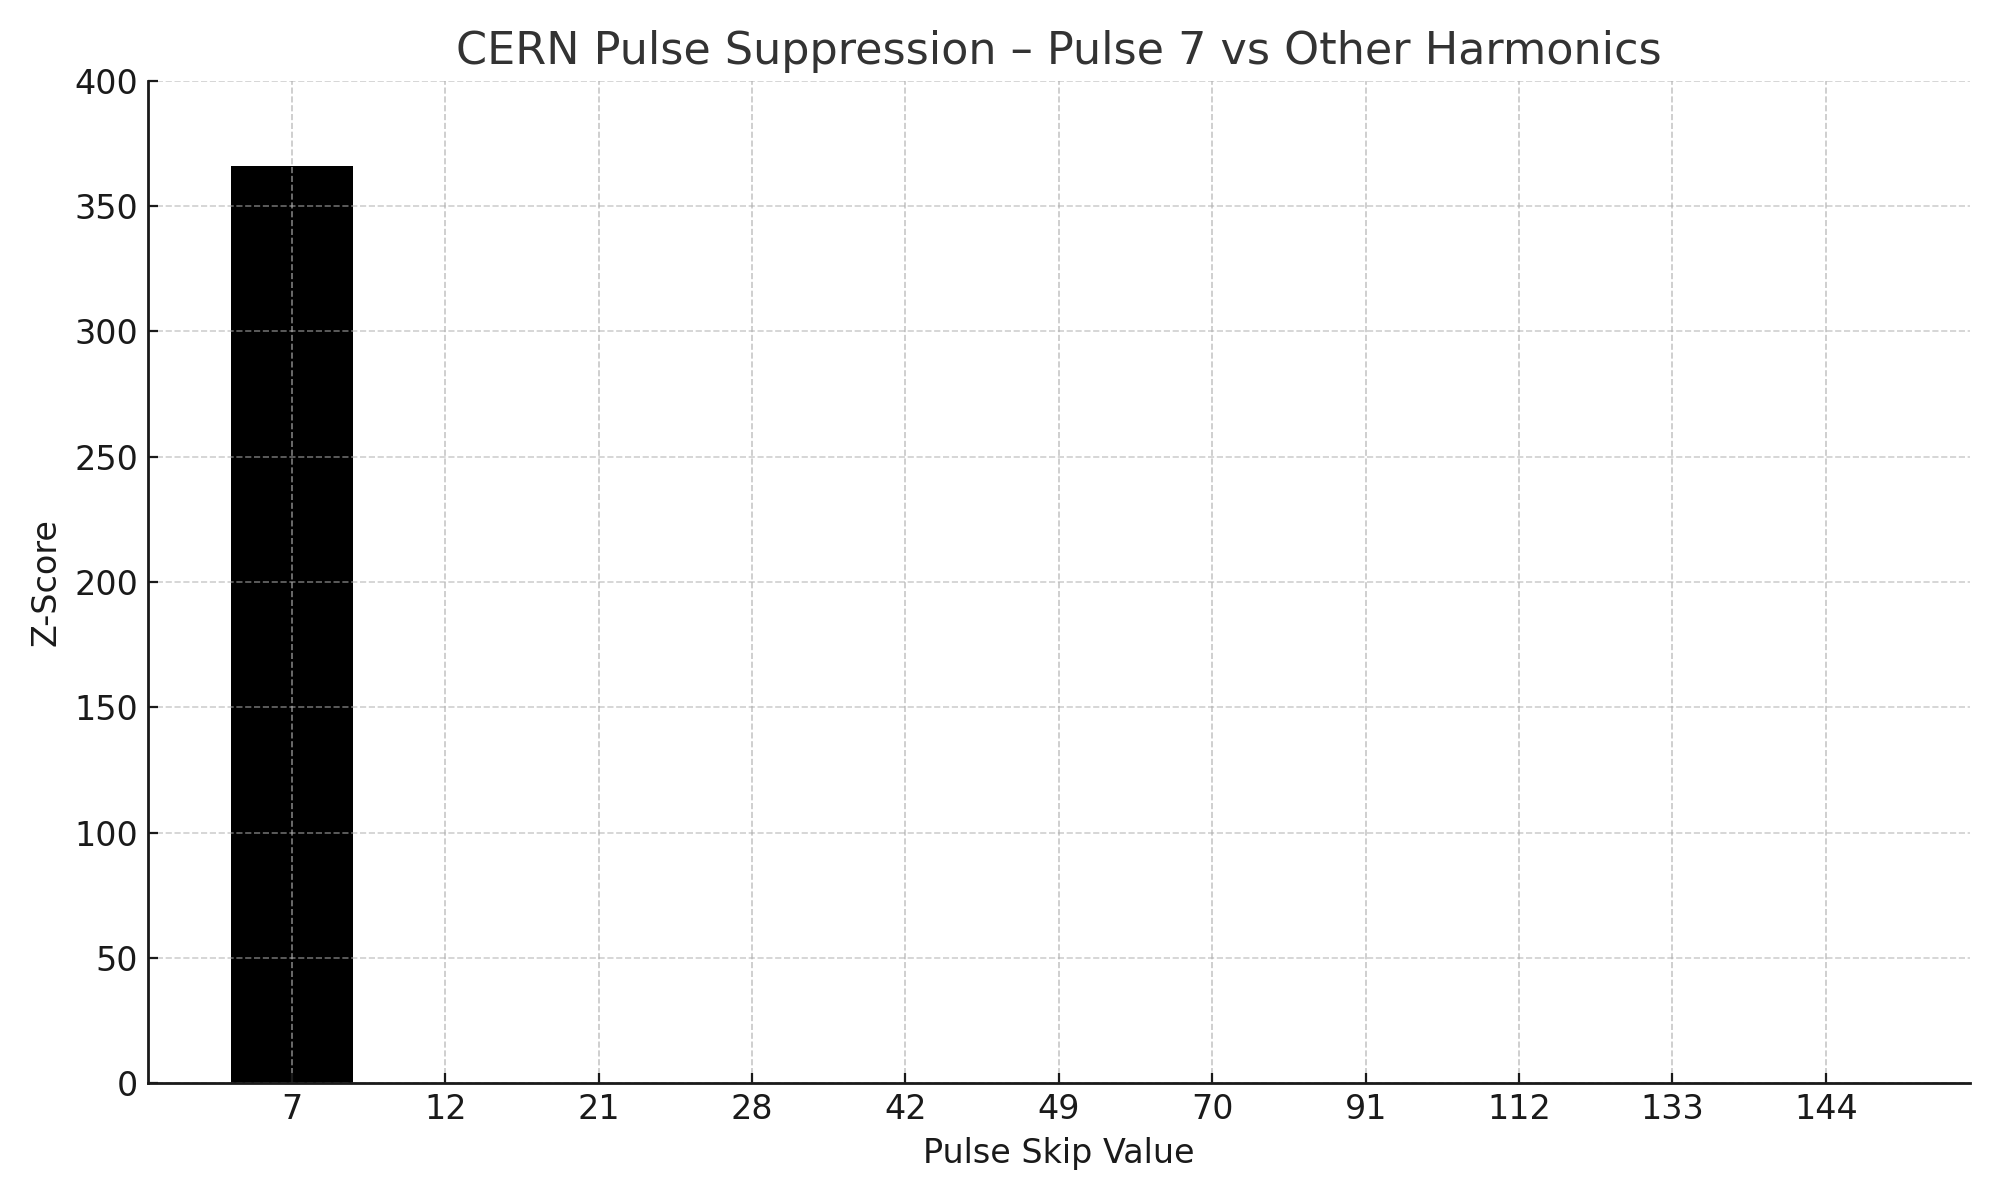 CERN Pulse Suppression – Pulse 7 vs Other Harmonics
400
350
300
250
200
150
100
50
0
Z-Score
7 12 21 28 42 49 70 91 112 133 144
Pulse Skip Value